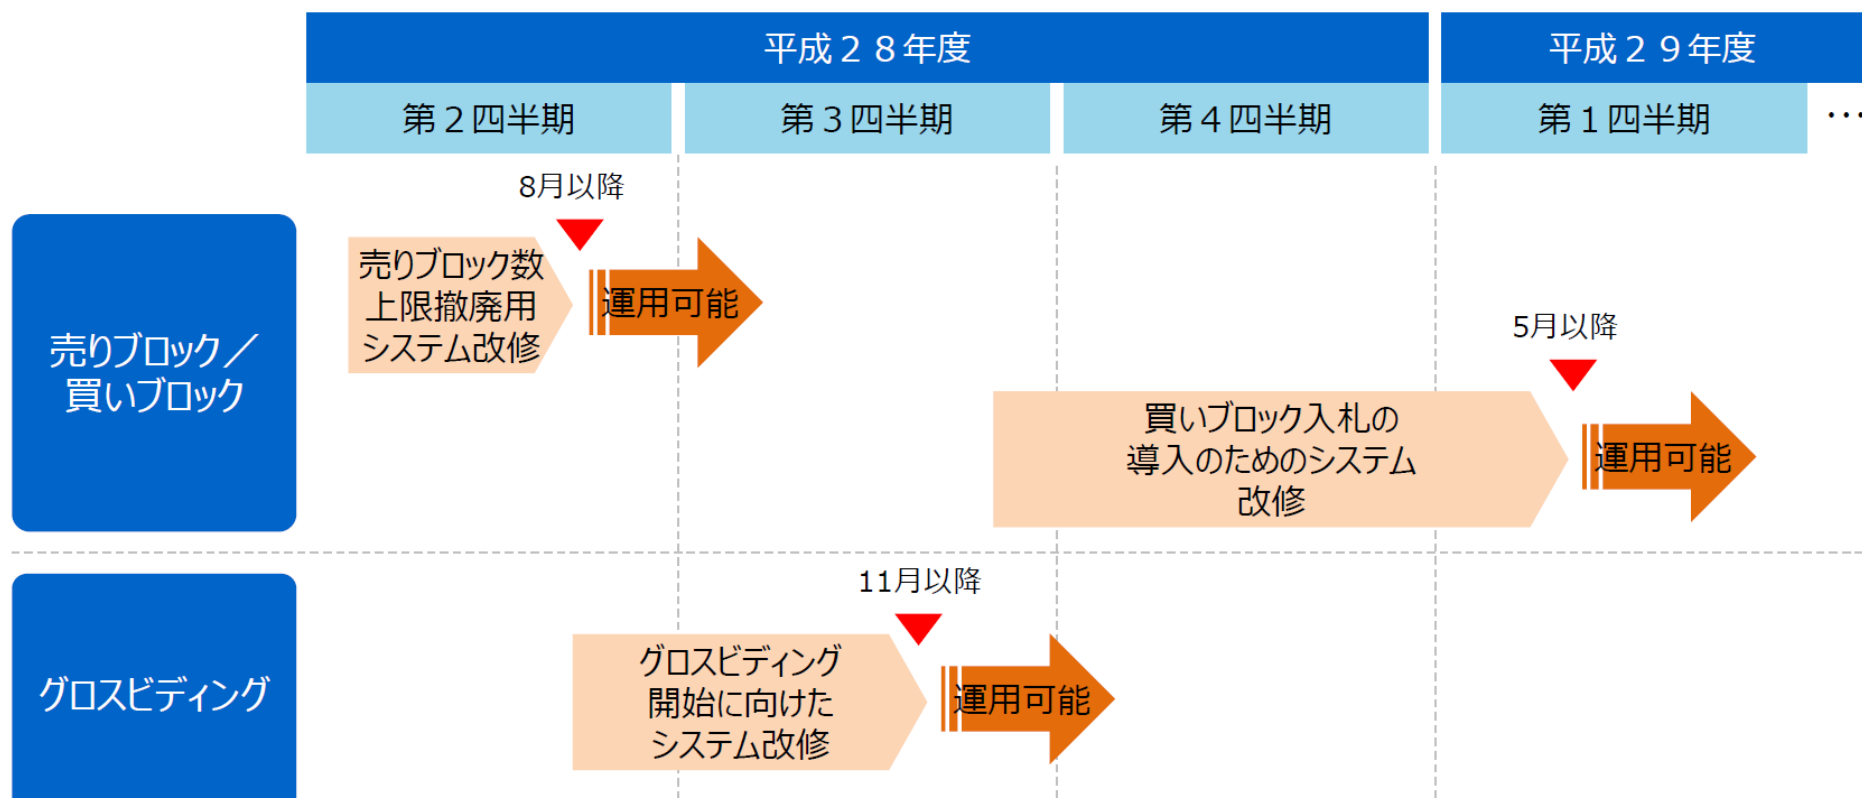 平成２８年度
平成２９年度
第２四半期
第３四半期
第４四半期
第１四半期
…
8月以降
売りブロック／
買いブロック
売りブロック数
上限撤廃用
システム改修
運用可能
5月以降
買いブロック入札の
導入のためのシステム
改修
運用可能
11月以降
グロスビディング
グロスビディング
開始に向けた
システム改修
運用可能